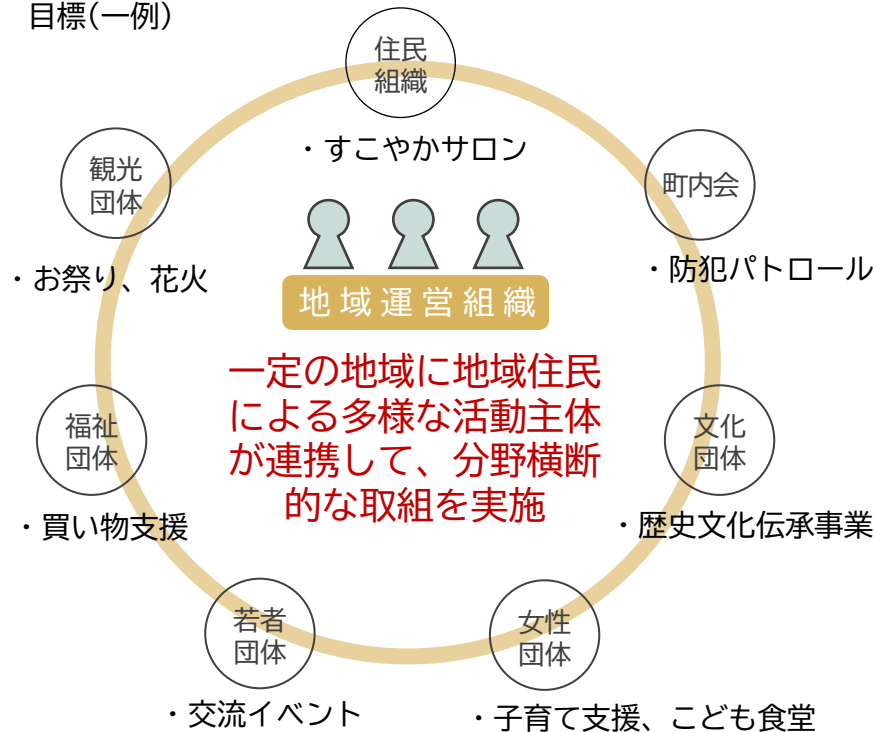 目標(一例)
住民
組織
・すこやかサロン
観光
団体
・お祭り、花火
町内会
・防犯パトロール
地域運営組織
一定の地域に地域住民
による多様な活動主体
が連携して、分野横断
的な取組を実施
福祉
団体
・買い物支援
文化
団体
・歴史文化伝承事業
若者
団体
・交流イベント
女性
団体
・子育て支援、こども食堂